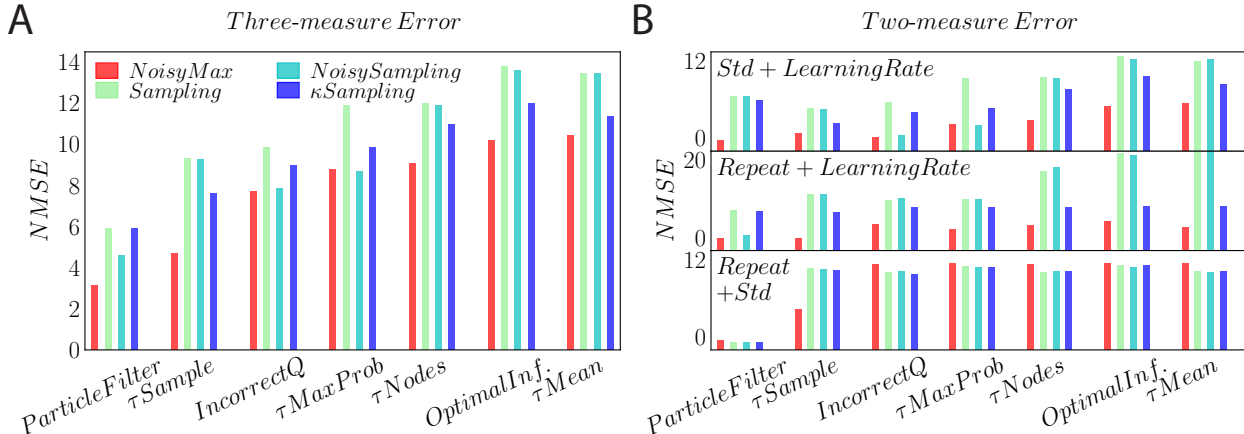 A
Three-measure Error
NMSE
14
12
10
8
6
4
2
0
NoisyMax
Sampling
NoisySampling
κSampling
ParticleFilter
τSample
IncorrectQ
τMaxProb
τNodes
OptimalInf.
τMean
B
Two-measure Error
NMSE
12
Std + LearningRate
0
20
Repeat + LearningRate
0
12
Repeat
+Std
0
ParticleFilter
τSample
IncorrectQ
τMaxProb
τNodes
OptimalInf.
τMean